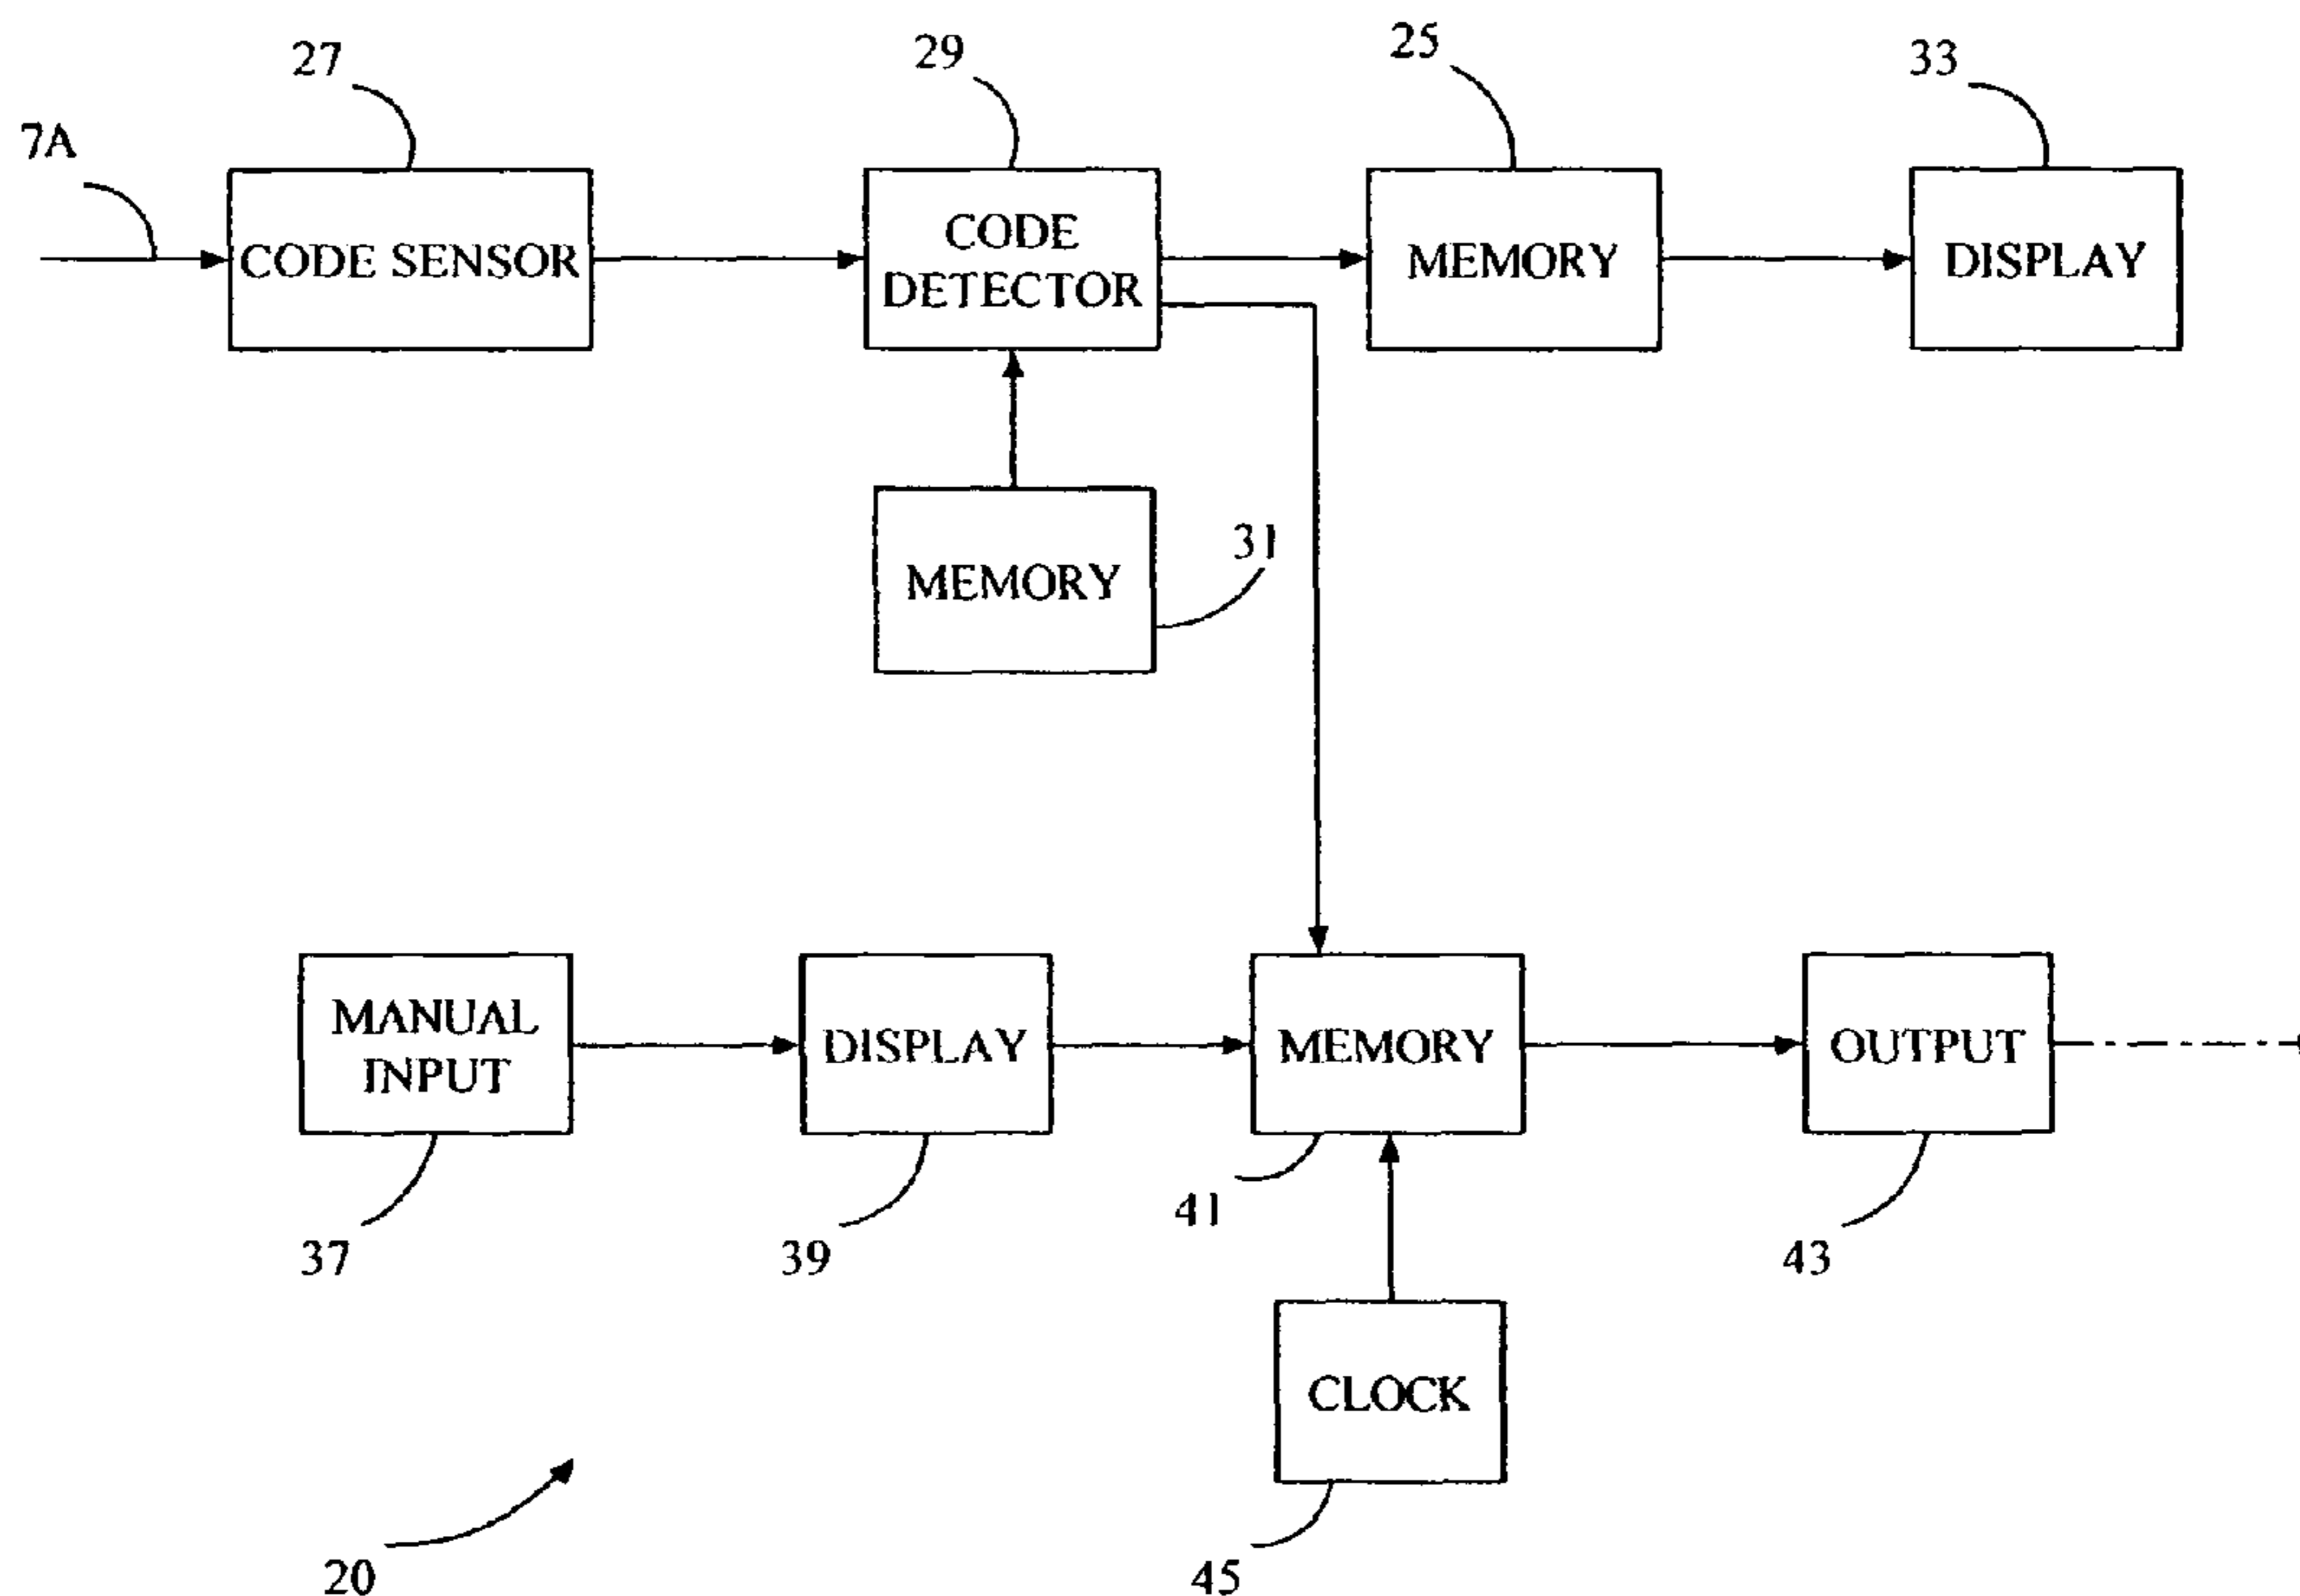 27
29
25
33
7A
CODE SENSOR
CODE
DETECTOR
MEMORY
DISPLAY
MEMORY
31
MANUAL
INPUT
DISPLAY
MEMORY
OUTPUT
37
39
41
43
CLOCK
20
45